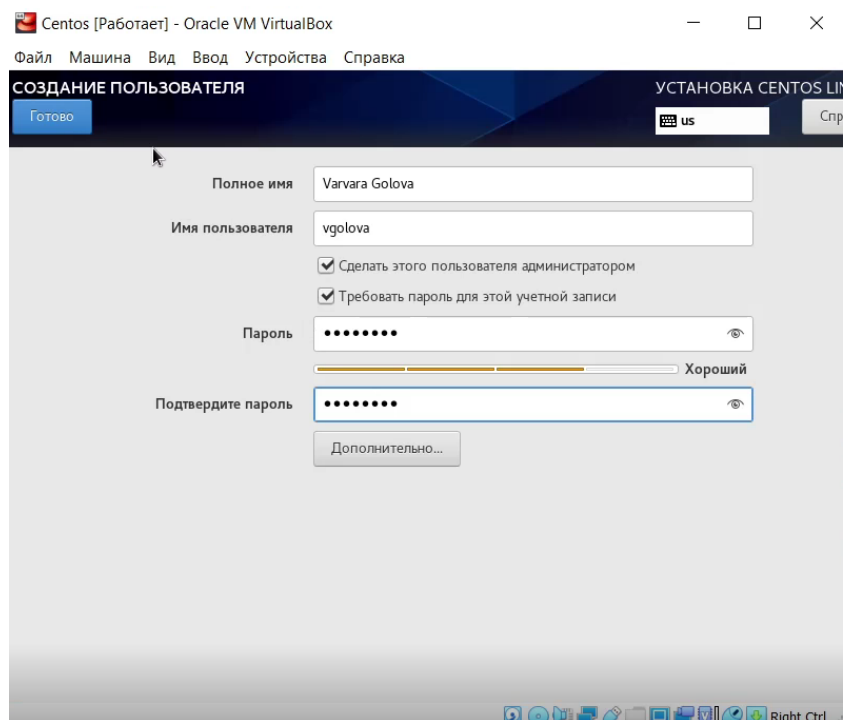 Centos [Работает] - Oracle VM VirtualBox
Файл Машина Вид Ввод Устройства Справка
СОЗДАНИЕ ПОЛЬЗОВАТЕЛЯ
УСТАНОВКА CENTOS LIN
Готово
us
Спр
Полное имя
Varvara Golova
Имя пользователя
vgolova
Сделать этого пользователя администратором
Требовать пароль для этой учетной записи
Пароль
••••••••
Хороший
Подтвердите пароль
••••••••
Дополнительно...
Right Ctrl